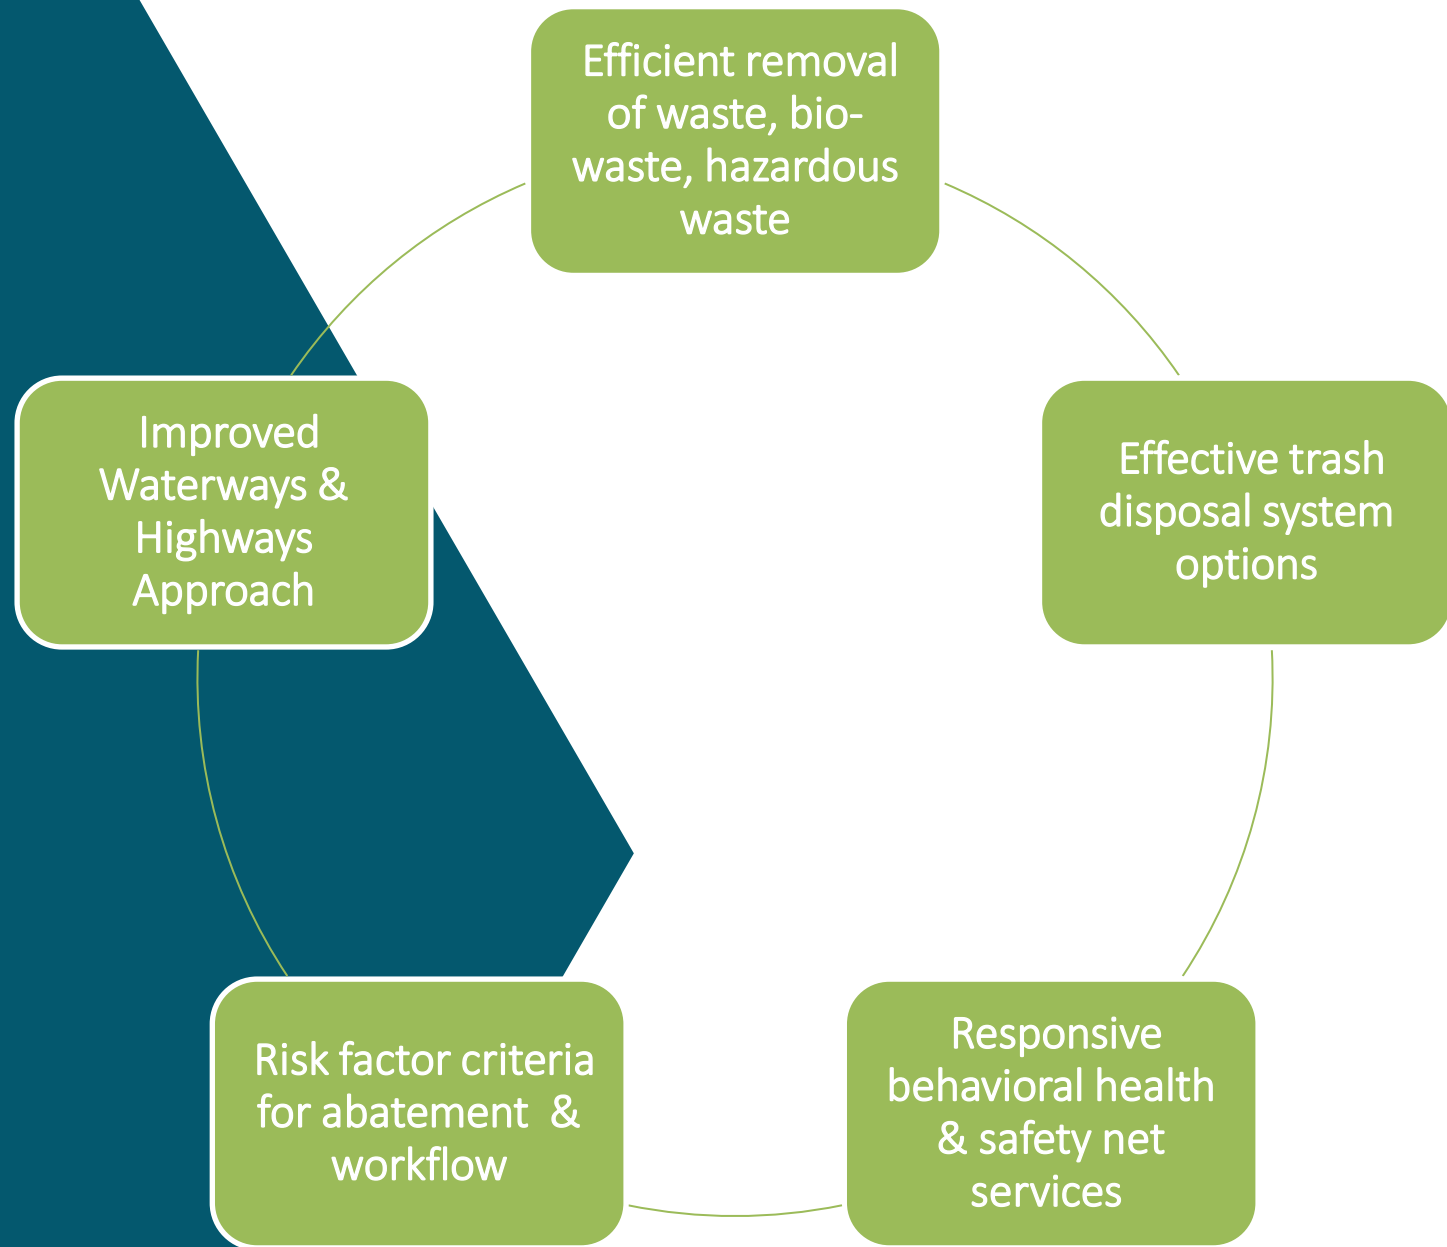 Efficient removal
of waste, bio-
waste, hazardous
waste
Effective trash
disposal system
options
Responsive
behavioral health
& safety net
services
Risk factor criteria
for abatement  &
workflow
Improved
Waterways &
Highways
Approach